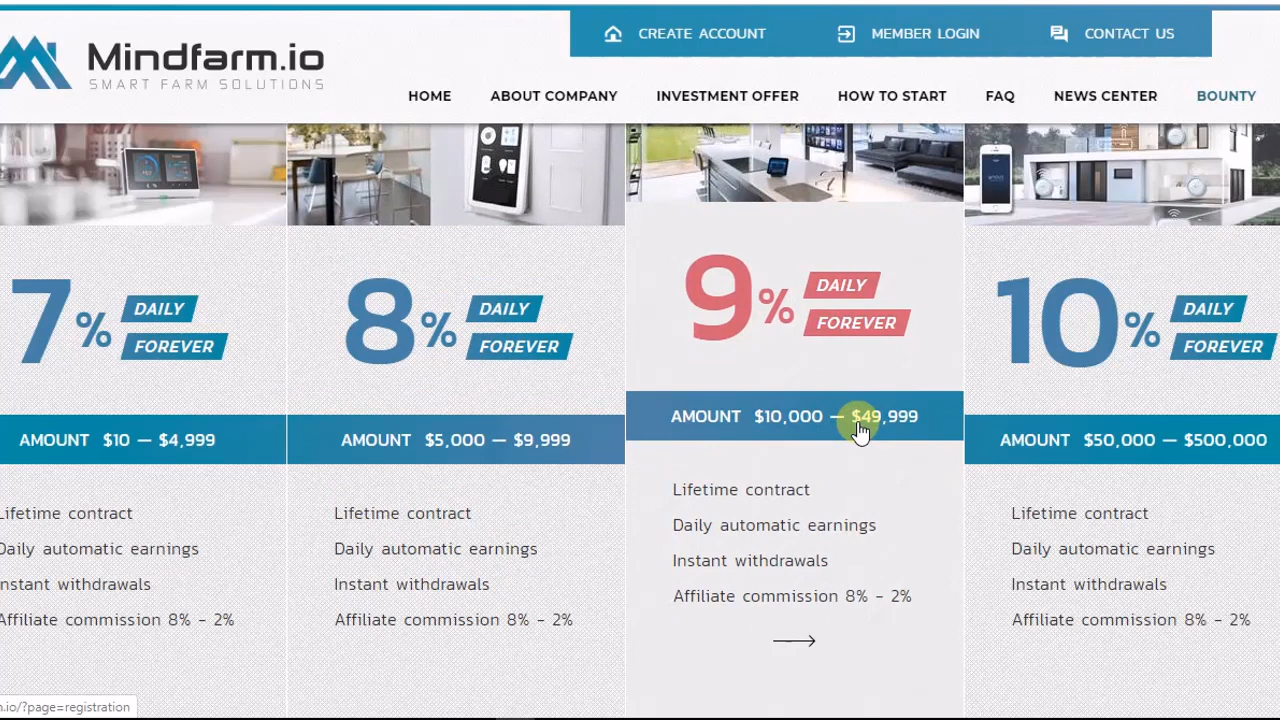 CREATE ACCOUNT
MEMBER LOGIN
CONTACT US
Mindfarm.io
SMART FARM SOLUTIONS
HOME
ABOUT COMPANY
INVESTMENT OFFER
HOW TO START
FAQ
NEWS CENTER
BOUNTY
7%
DAILY
FOREVER
AMOUNT $10 — $4,999
Lifetime contract
Daily automatic earnings
Instant withdrawals
Affiliate commission 8% - 2%
8%
DAILY
FOREVER
AMOUNT $5,000 — $9,999
Lifetime contract
Daily automatic earnings
Instant withdrawals
Affiliate commission 8% - 2%
9%
DAILY
FOREVER
AMOUNT $10,000 — $49,999
Lifetime contract
Daily automatic earnings
Instant withdrawals
Affiliate commission 8% - 2%
10%
DAILY
FOREVER
AMOUNT $50,000 — $500,000
Lifetime contract
Daily automatic earnings
Instant withdrawals
Affiliate commission 8% - 2%
m.io/?page=registration